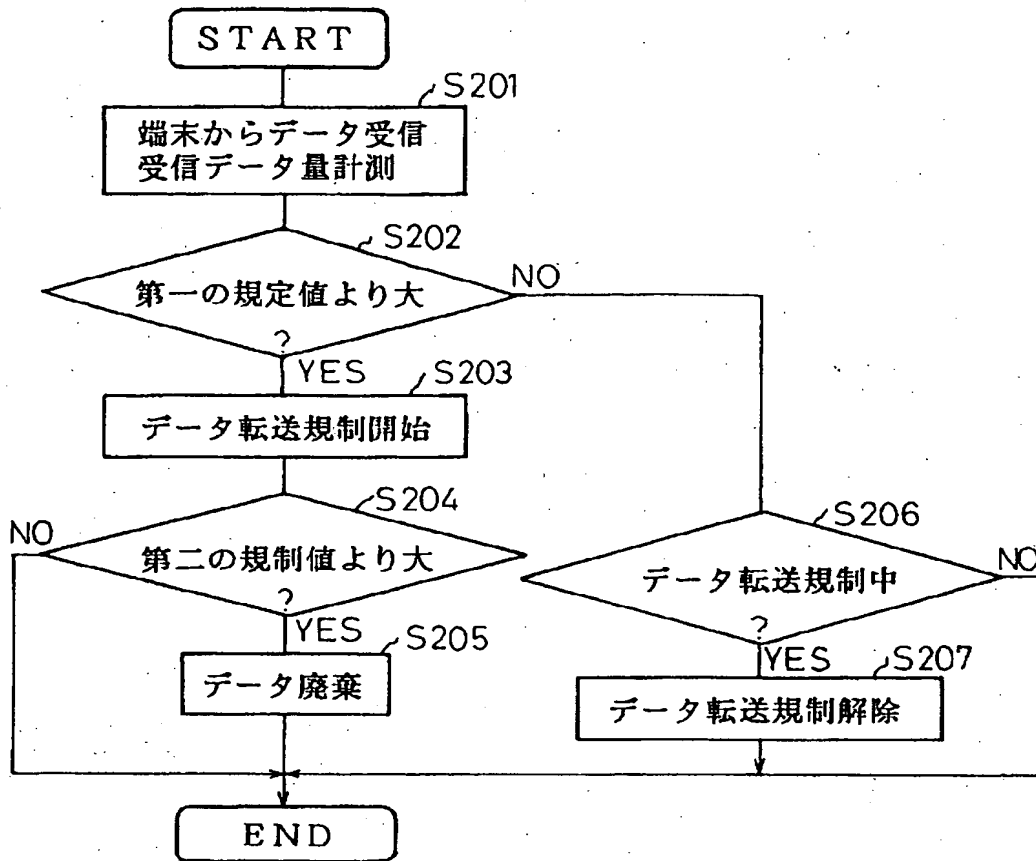 START
S201
端末からデータ受信
受信データ量計測
S202
第一の規定値より大
?
NO
YES
S203
データ転送規制開始
S204
NO
第二の規制値より大
?
YES
S205
データ廃棄
S206
データ転送規制中
?
NO
YES
S207
データ転送規制解除
END